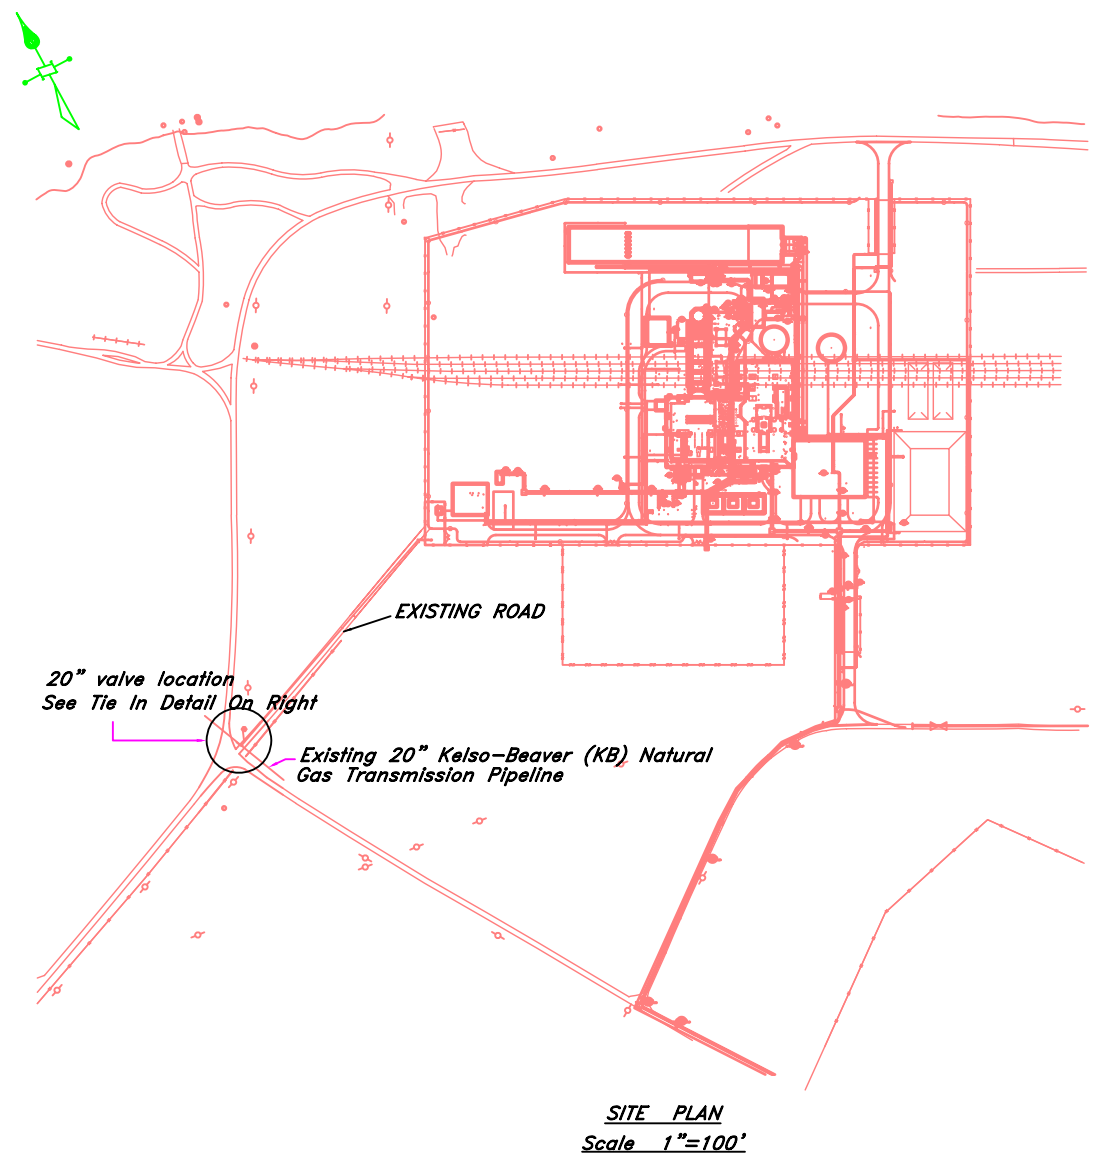 EXISTING ROAD
20" valve location
See Tie In Detail On Right
Existing 20" Kelso-Beaver (KB) Natural
Gas Transmission Pipeline
SITE PLAN
Scale 1"=100'